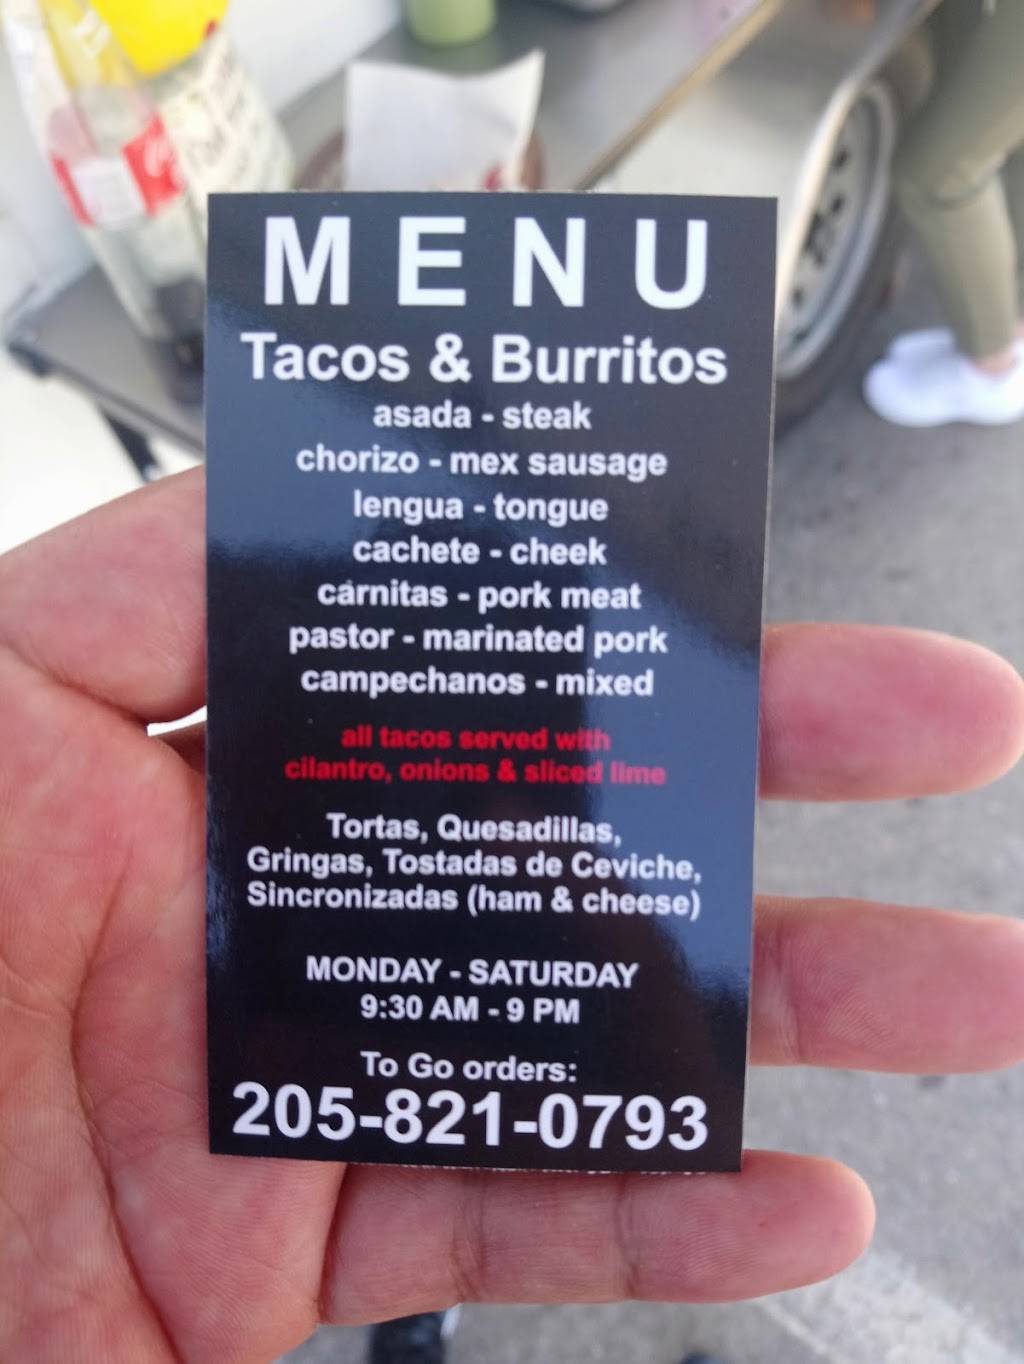 MENU
Tacos & Burritos
asada - steak
chorizo - mex sausage
lengua - tongue
cachete - cheek
carnitas - pork meat
pastor - marinated pork
campechanos - mixed
all tacos served with
cilantro, onions & sliced lime
Tortas, Quesadillas,
Gringas, Tostadas de Ceviche,
Sincronizadas (ham & cheese)
MONDAY - SATURDAY
9:30 AM - 9 PM
To Go orders:
205-821-0793